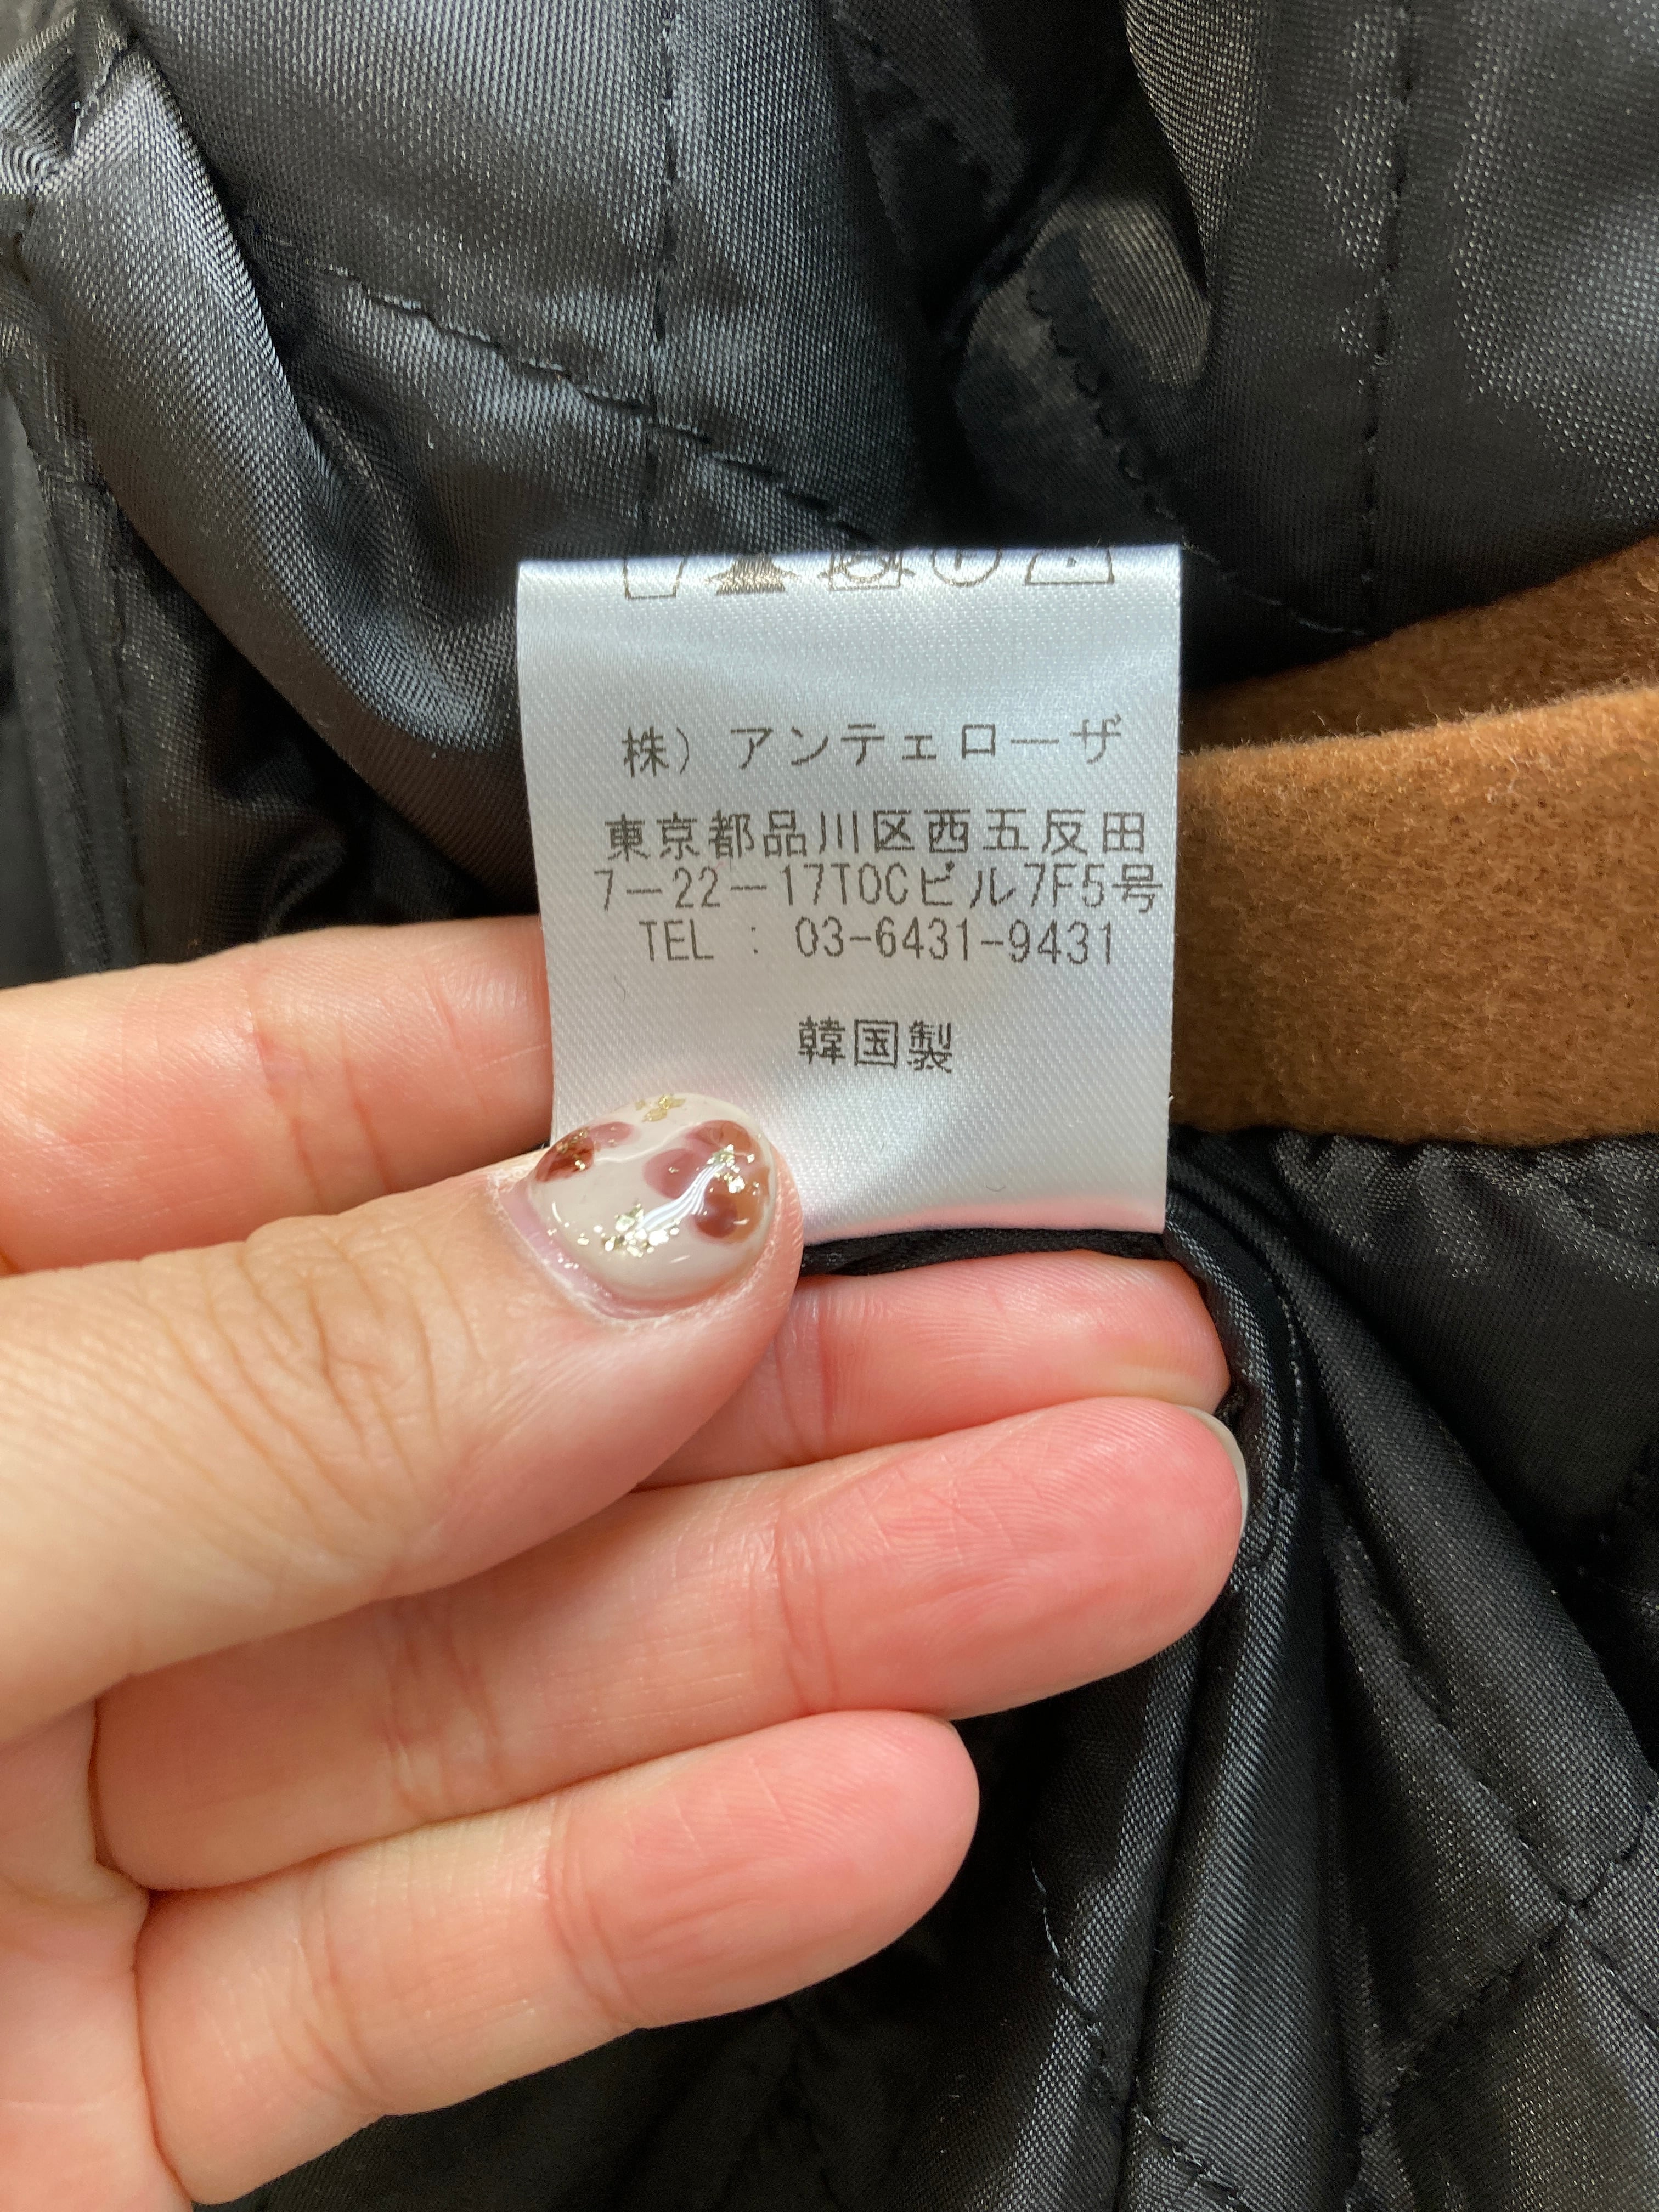 株）アンテェローザ
東京都品川区西五反田
7－22－17TOCビル7F5号
TEL : 03-6431-9431
韓国製